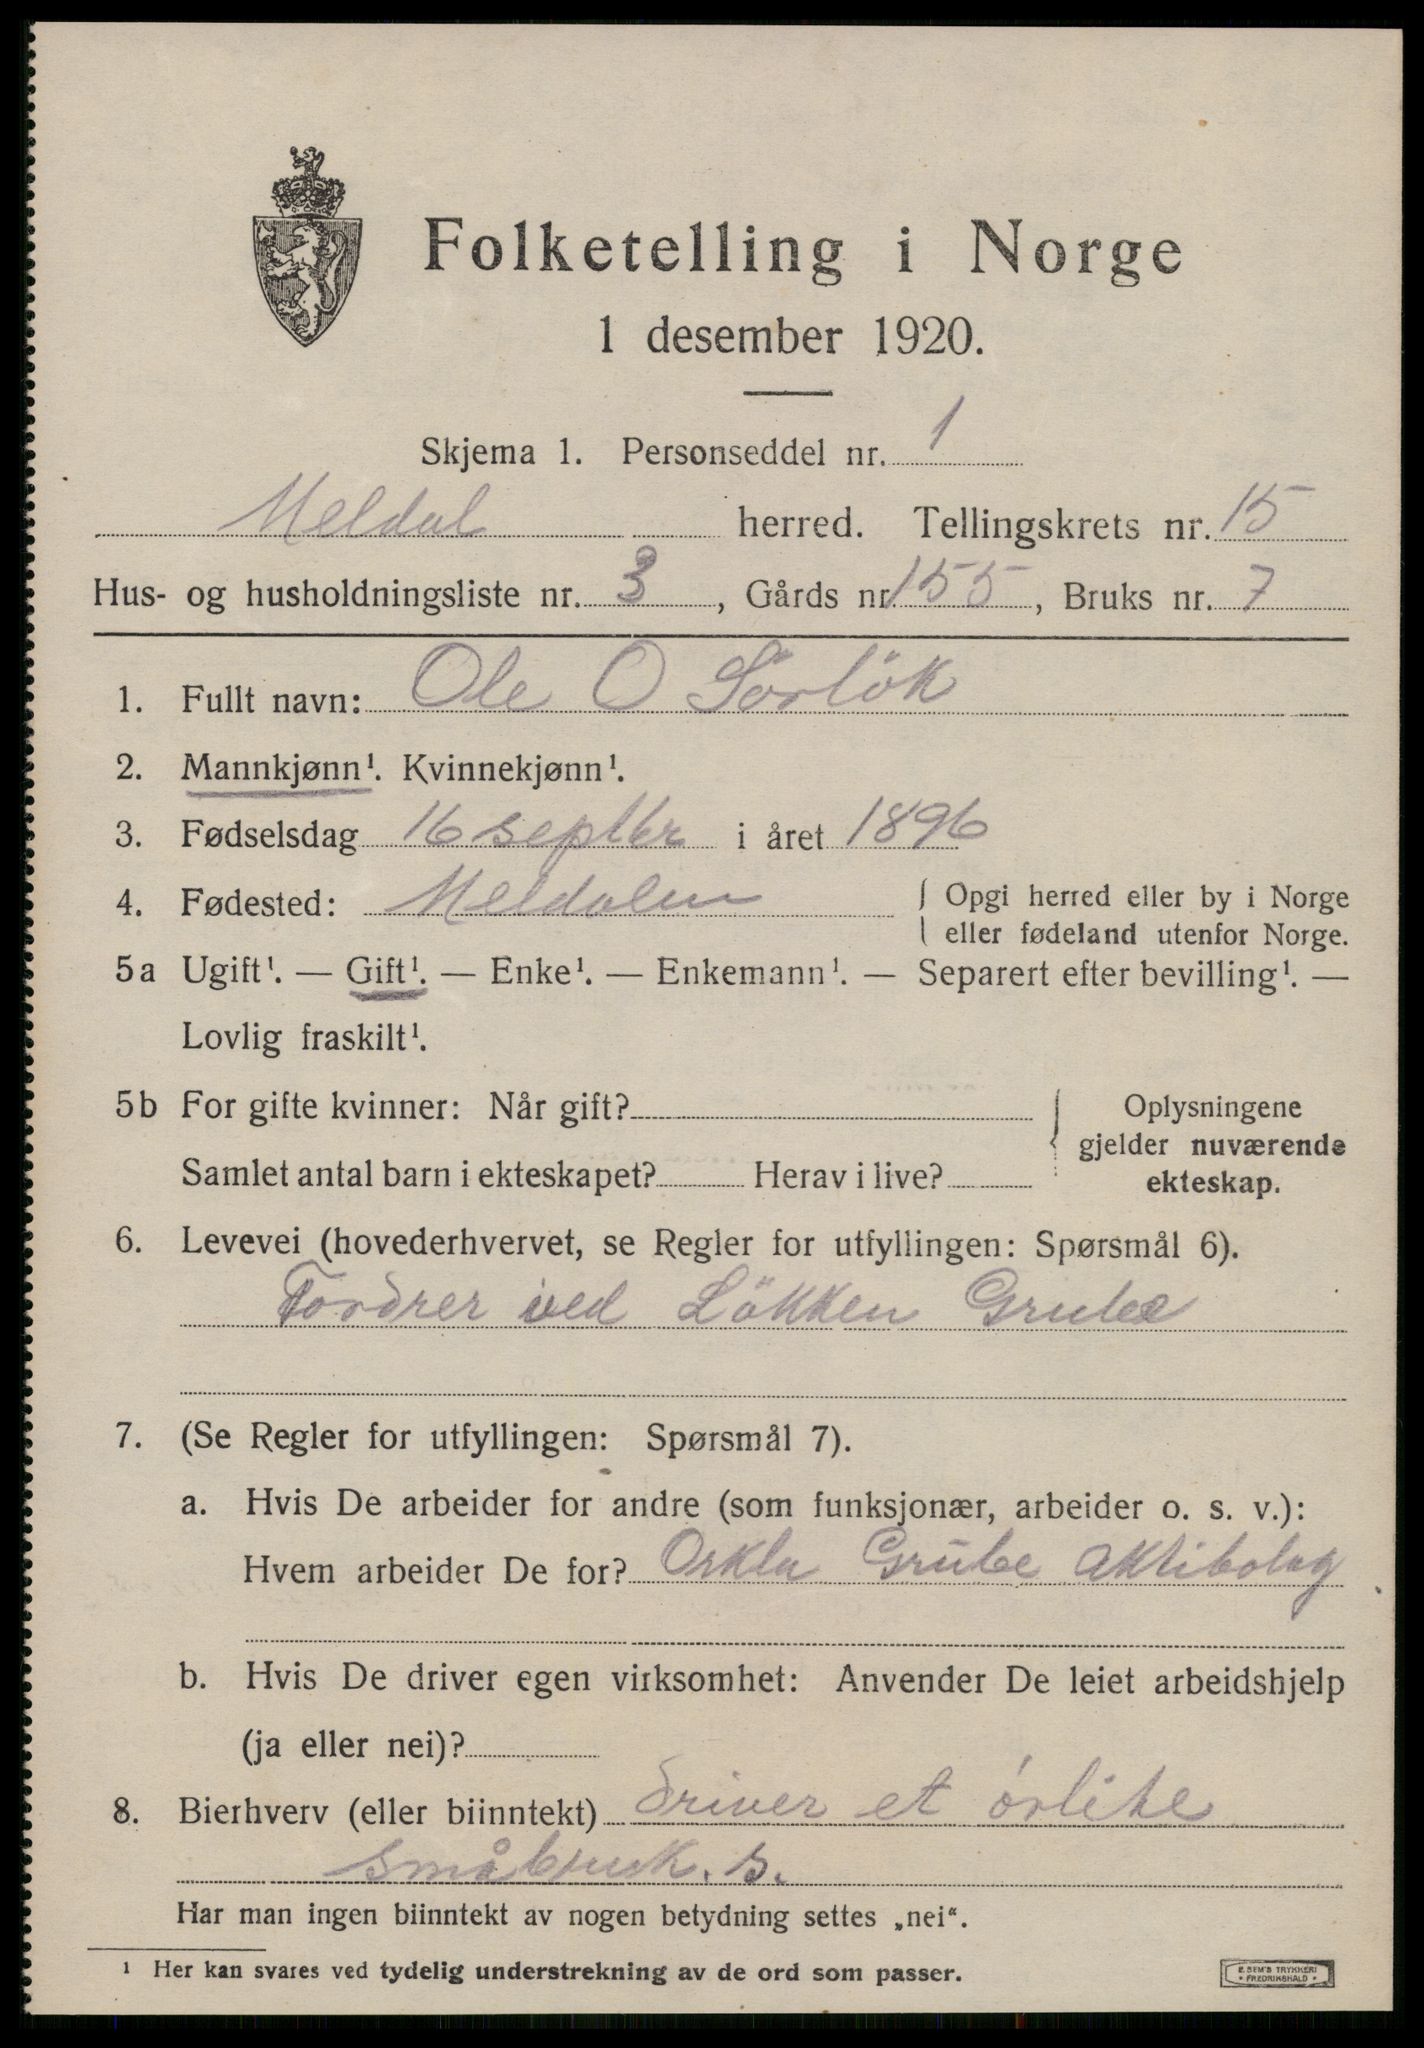 Folketelling i Norge
1 desember 1920.
Skjema 1. Personseddel nr. 1
Meldal herred. Tellingskrets nr. 15
Hus- og husholdningsliste nr. 3, Gårds nr 155, Bruks nr. 7
1. Fullt navn: Ole O Sörlök
2. Mannkjønn¹. Kvinnekjønn¹.
3. Fødselsdag 16 septbr i året 1896
4. Fødested: Meldalen { Opgi herred eller by i Norge
eller fødeland utenfor Norge.
5a Ugift¹. — Gift¹. — Enke¹. — Enkemann¹. — Separert efter bevilling¹. —
Lovlig fraskilt¹.
5b For gifte kvinner: Når gift? { Oplysningene
gjelder nuværende
Samlet antal barn i ekteskapet? Herav i live? ekteskap.
6. Levevei (hovederhvervet, se Regler for utfyllingen: Spørsmål 6).
Fordrer ved Lökken Grube
7. (Se Regler for utfyllingen: Spørsmål 7).
a. Hvis De arbeider for andre (som funksjonær, arbeider o. s. v.):
Hvem arbeider De for? Orkla Grube Aktibolag
b. Hvis De driver egen virksomhet: Anvender De leiet arbeidshjelp
(ja eller nei)?
8. Bierhverv (eller biinntekt) driver et
småbruk. s.
Har man ingen biinntekt av nogen betydning settes „nei“.
¹ Her kan svares ved tydelig understrekning av de ord som passer.
E. SEM'S TRYKKERI
• FREDRIKSHALD •